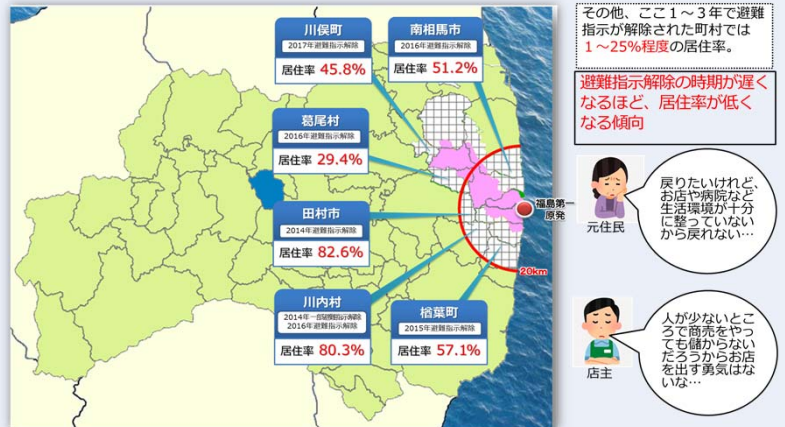 川俣町
2017年避難指示解除
居住率 45.8%
南相馬市
2016年避難指示解除
居住率 51.2%
葛尾村
2016年避難指示解除
居住率 29.4%
田村市
2014年避難指示解除
居住率 82.6%
川内村
2014年一部避難指示解除
2016年避難指示解除
居住率 80.3%
楢葉町
2015年避難指示解除
居住率 57.1%
福島第一
原発
20km
その他、ここ1~3年で避難
指示が解除された町村では
1~25%程度の居住率。
避難指示解除の時期が遅く
なるほど、居住率が低く
なる傾向
戻りたいけれど、
お店や病院など
生活環境が十分
に整っていない
から戻れない…
元住民
人が少ないとこ
ろで商売をやっ
ても儲からない
だろうからお店
を出す勇気はな
いな…
店主